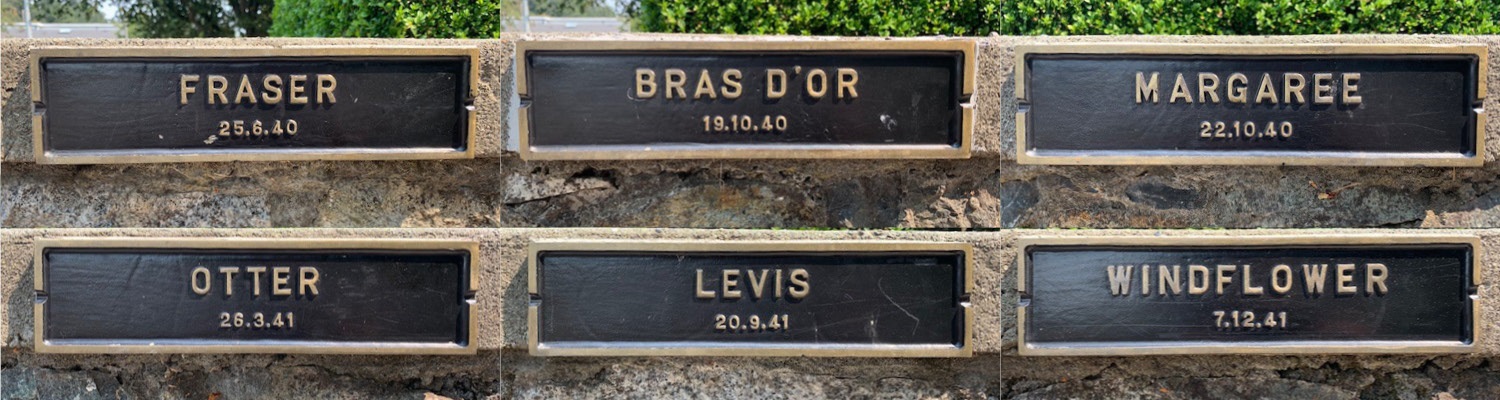 FRASER
25.6.40
BRAS D'OR
19.10.40
MARGAREE
22.10.40
OTTER
26.3.41
LEVIS
20.9.41
WINDFLOWER
7.12.41